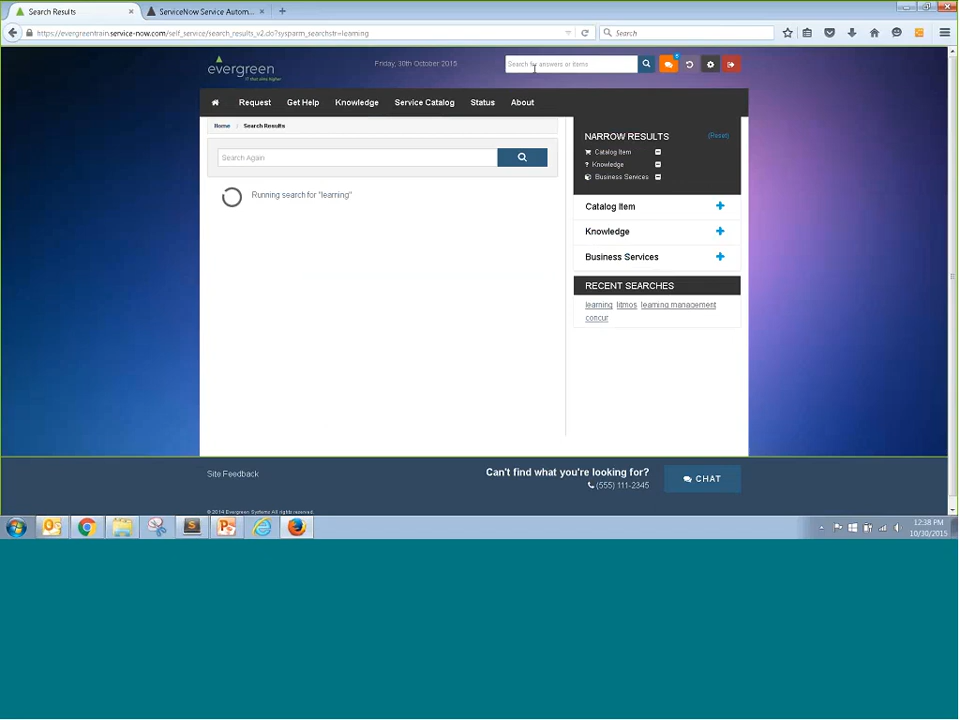 Search Results
ServiceNow Service Autom...
https://evergreentrain.service-now.com/self_service/search_results_v2.do?sysparm_searchstr=learning
Search
evergreen
Friday, 30th October 2015
Search for answers or items
Request Get Help Knowledge Service Catalog Status About
Home / Search Results
Search Again
Running search for "learning"
NARROW RESULTS (Reset)
Catalog Item
? Knowledge
Business Services
Catalog Item
Knowledge
Business Services
RECENT SEARCHES
learning litmos learning management
concur
Site Feedback
Can't find what you're looking for?
(555) 111-2345
CHAT
© 2014 Evergreen Systems All rights reserved.
12:38 PM
10/30/2015